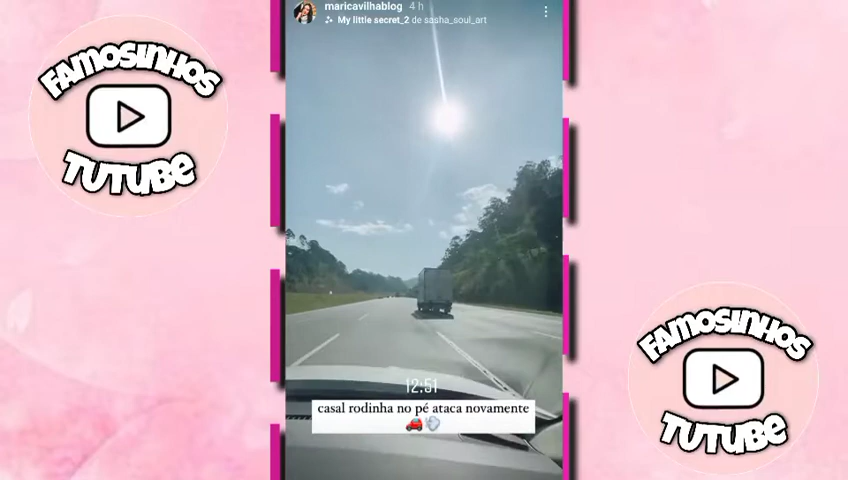 FAMOSINHOS
TUTUBE
maricavilhablog 4 h
My little secret_2 de sasha_soul_art
12:51
casal rodinha no pé ataca novamente
🚗💨
FAMOSINHOS
TUTUBE